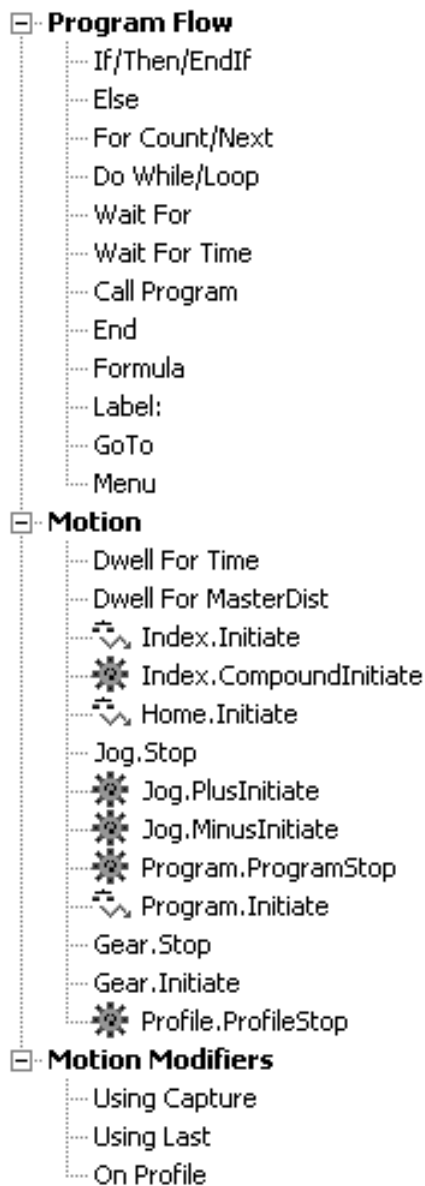 Program Flow
If/Then/EndIf
Else
For Count/Next
Do While/Loop
Wait For
Wait For Time
Call Program
End
Formula
Label:
GoTo
Menu
Motion
Dwell For Time
Dwell For MasterDist
Index.Initiate
Index.CompoundInitiate
Home.Initiate
Jog.Stop
Jog.PlusInitiate
Jog.MinusInitiate
Program.ProgramStop
Program.Initiate
Gear.Stop
Gear.Initiate
Profile.ProfileStop
Motion Modifiers
Using Capture
Using Last
On Profile